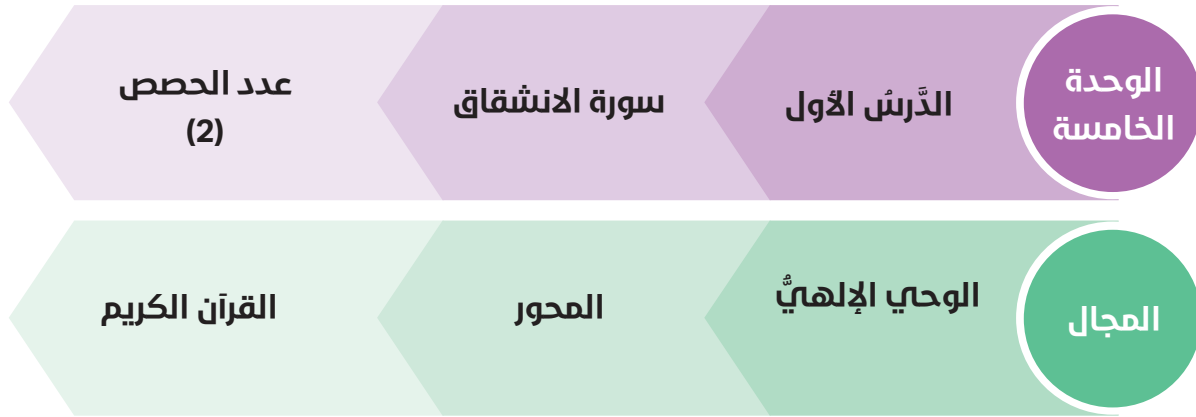 الوحدة
الخامسة
الدَّرسُ الأول
سورة الانشقاق
عدد الحصص
(2)
المجال
الوحي الإلهيُّ
المحور
القرآن الكريم